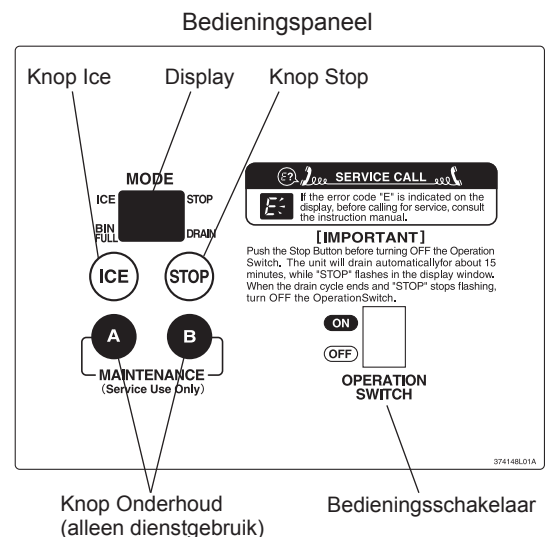 Bedieningspaneel
Knop Ice
Display
Knop Stop
MODE
ICE
STOP
BIN
FULL
DRAIN
ICE
STOP
A
B
MAINTENANCE
(Service Use Only)
E?
SERVICE CALL
E
If the error code "E" is indicated on the
display, before calling for service, consult
the instruction manual.
[IMPORTANT]
Push the Stop Button before turning OFF the Operation
Switch. The unit will drain automaticallyfor about 15
minutes, while "STOP" flashes in the display window.
When the drain cycle ends and "STOP" stops flashing,
turn OFF the OperationSwitch.
ON
OFF
OPERATION
SWITCH
374148L01A
Knop Onderhoud
(alleen dienstgebruik)
Bedieningsschakelaar